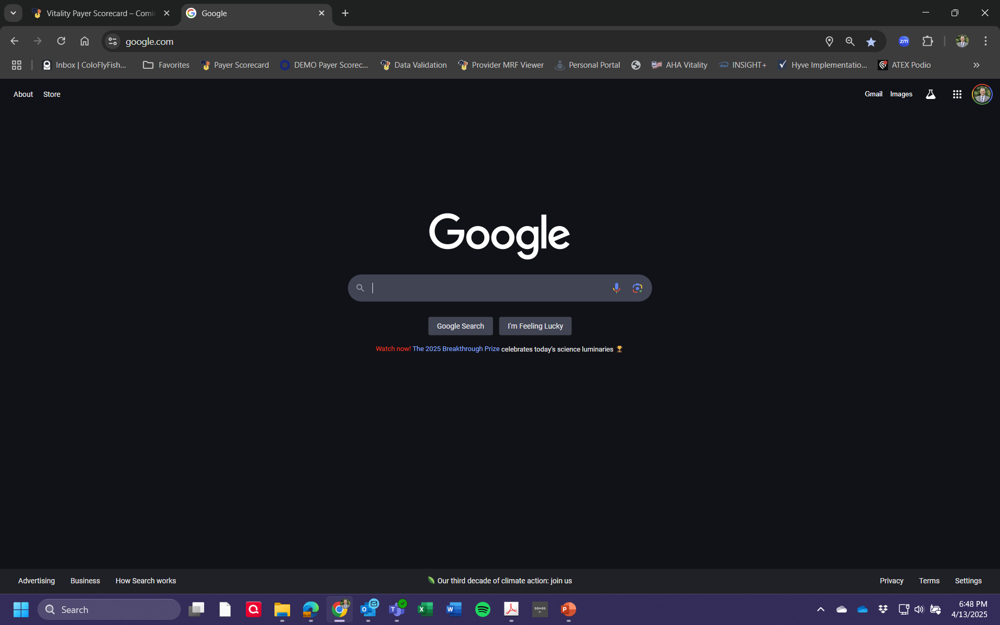 Vitality Payer Scorecard – Comi
Google
google.com
zm
Inbox | ColoFlyFish...
Favorites
Payer Scorecard
DEMO Payer Scorec...
Data Validation
Provider MRF Viewer
Personal Portal
AHA Vitality
INSIGHT+
Hyve Implementatio...
ATEX Podio
About
Store
Gmail
Images
Google
Google Search
I'm Feeling Lucky
Watch now! The 2025 Breakthrough Prize celebrates today's science luminaries
Advertising
Business
How Search works
Our third decade of climate action: join us
Privacy
Terms
Settings
Search
SONOS
6:48 PM
4/13/2025